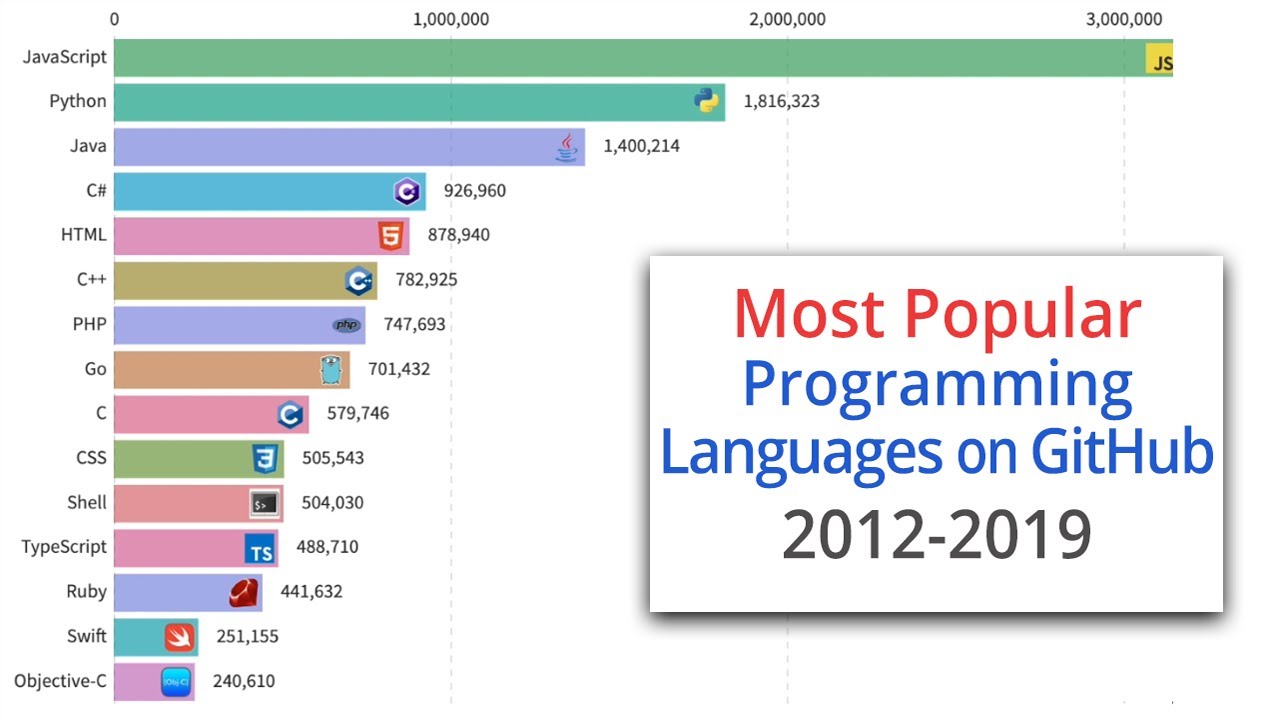 0 1,000,000 2,000,000 3,000,000
JavaScript JS
Python 1,816,323
Java 1,400,214
C# C 926,960
HTML 5 878,940
C++ C++ 782,925
PHP php 747,693
Go 701,432
C C 579,746
CSS 3 505,543
Shell $> 504,030
TypeScript TS 488,710
Ruby 441,632
Swift 251,155
Objective-C [Obj-C] 240,610
Most Popular
Programming
Languages on GitHub
2012-2019